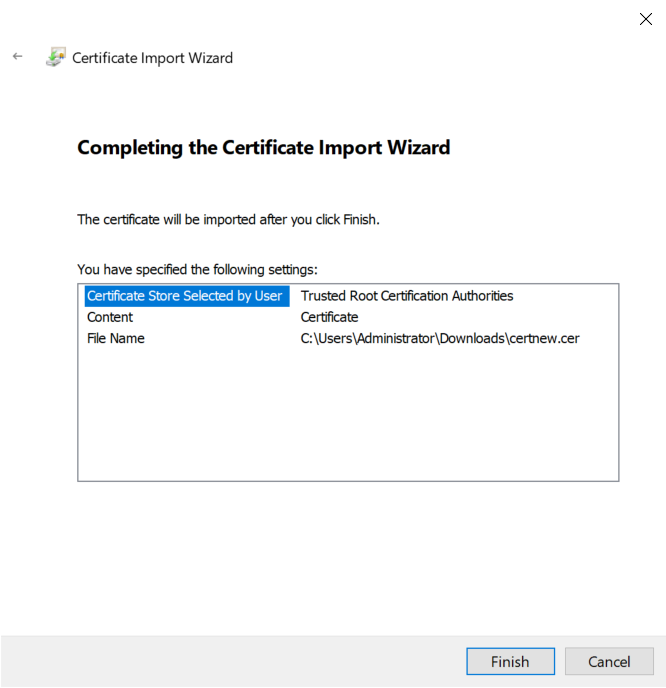 Certificate Import Wizard
Completing the Certificate Import Wizard
The certificate will be imported after you click Finish.
You have specified the following settings:
Certificate Store Selected by User Trusted Root Certification Authorities
Content Certificate
File Name C:\Users\Administrator\Downloads\certnew.cer
Finish Cancel